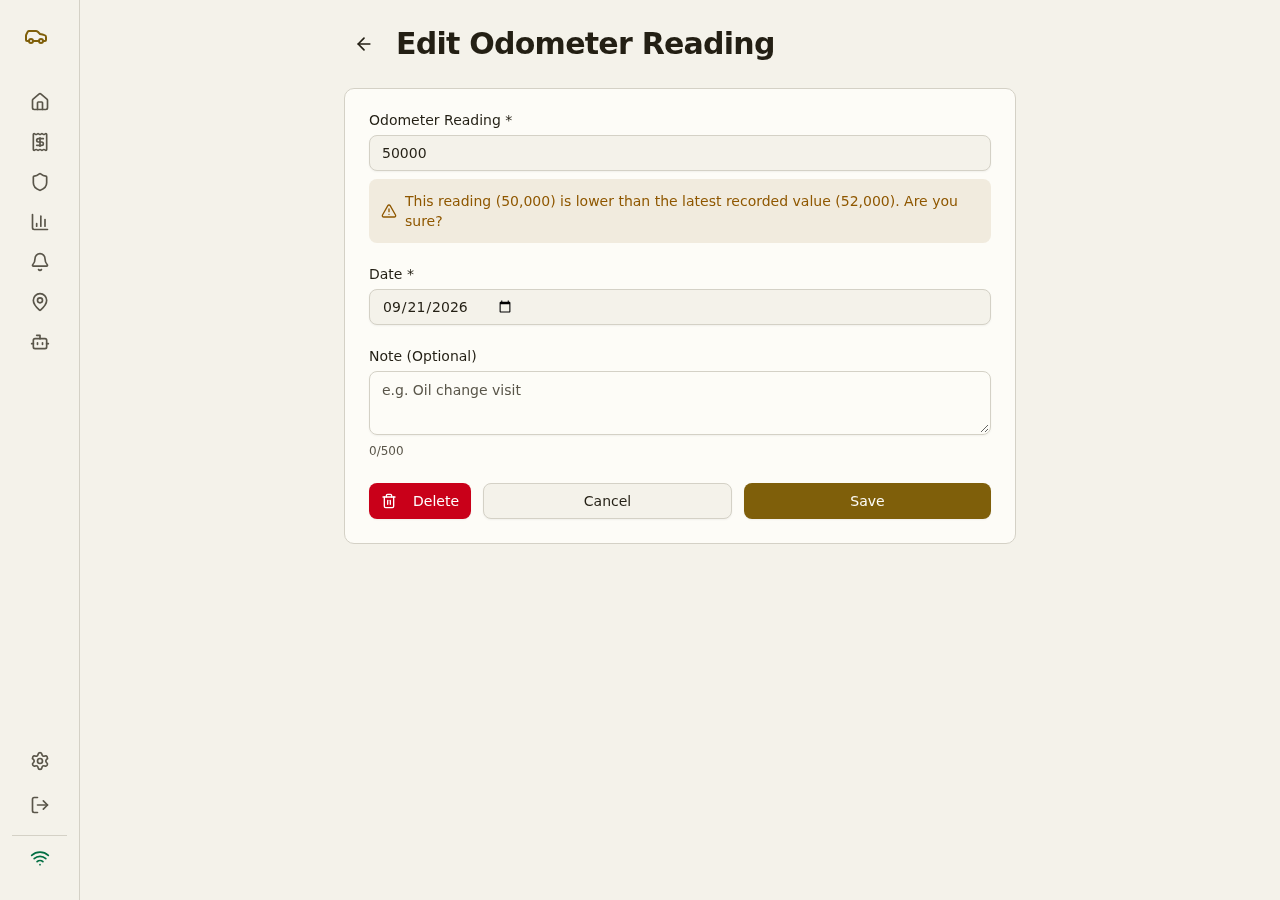 Edit Odometer Reading
Odometer Reading *
50000
This reading (50,000) is lower than the latest recorded value (52,000). Are you
sure?
Date *
09/21/2026
Note (Optional)
e.g. Oil change visit
0/500
Delete
Cancel
Save